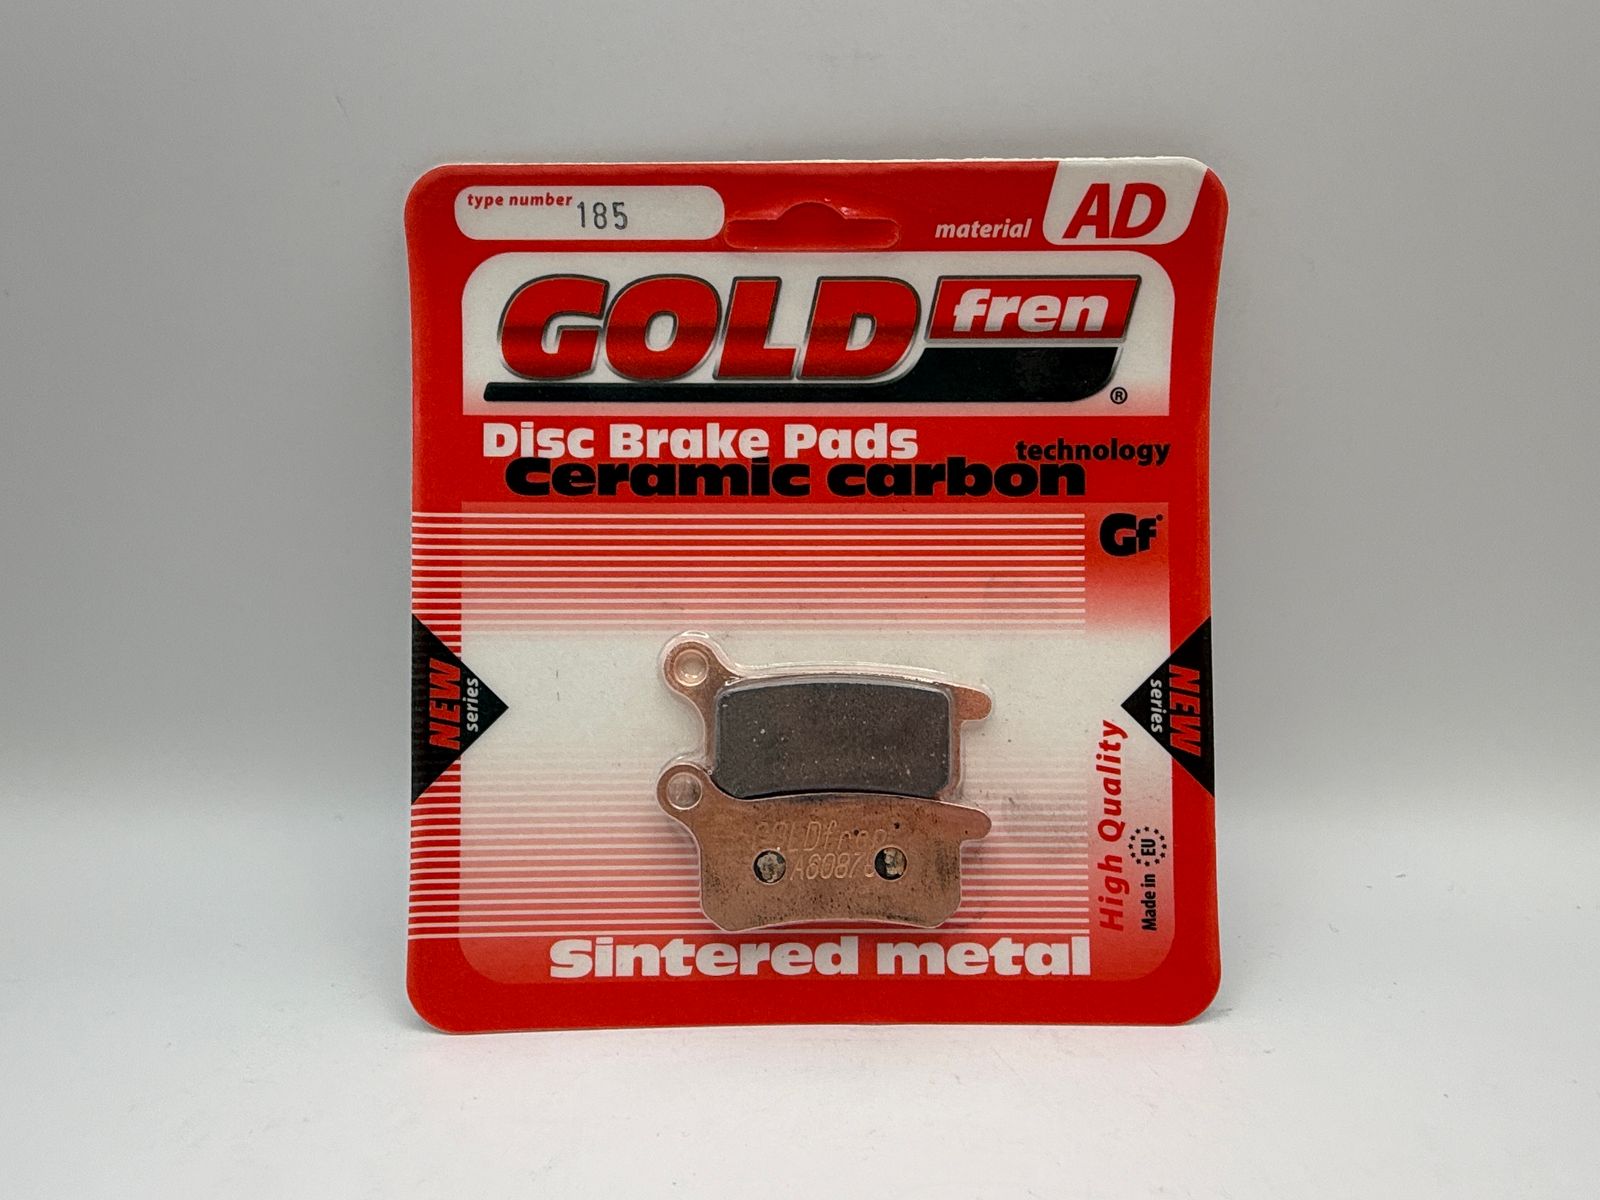 type number 185
material AD
GOLD fren
®
Disc Brake Pads
technology
Ceramic carbon
Gf
NEW
series
NEW
series
High Quality
Made in EU
GOLDfren
Sintered metal